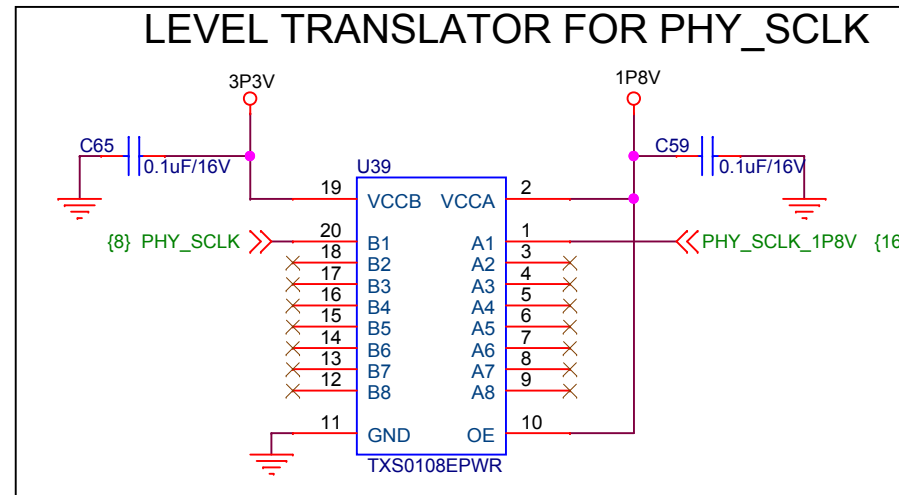 LEVEL TRANSLATOR FOR PHY_SCLK
3P3V
1P8V
C65
0.1uF/16V
C59
0.1uF/16V
U39
19 VCCB VCCA 2
{8} PHY_SCLK 20 B1 A1 1 PHY_SCLK_1P8V {16
18 B2 A2 3
17 B3 A3 4
16 B4 A4 5
15 B5 A5 6
14 B6 A6 7
13 B7 A7 8
12 B8 A8 9
11 GND OE 10
TXS0108EPWR